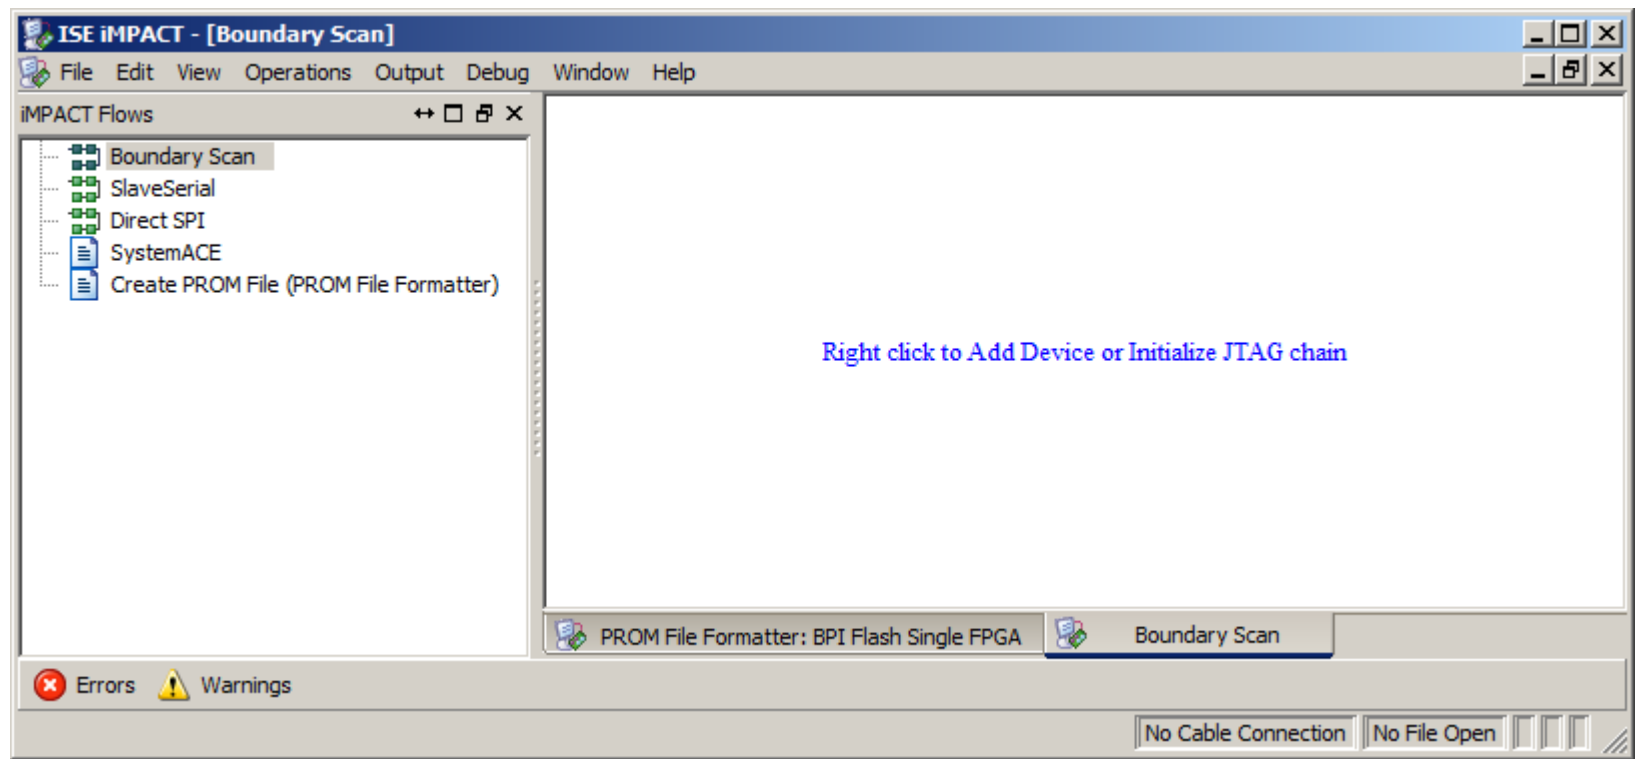 ISE iMPACT - [Boundary Scan]
File Edit View Operations Output Debug Window Help
iMPACT Flows
Boundary Scan
SlaveSerial
Direct SPI
SystemACE
Create PROM File (PROM File Formatter)
Right click to Add Device or Initialize JTAG chain
PROM File Formatter: BPI Flash Single FPGA Boundary Scan
Errors Warnings
No Cable Connection No File Open